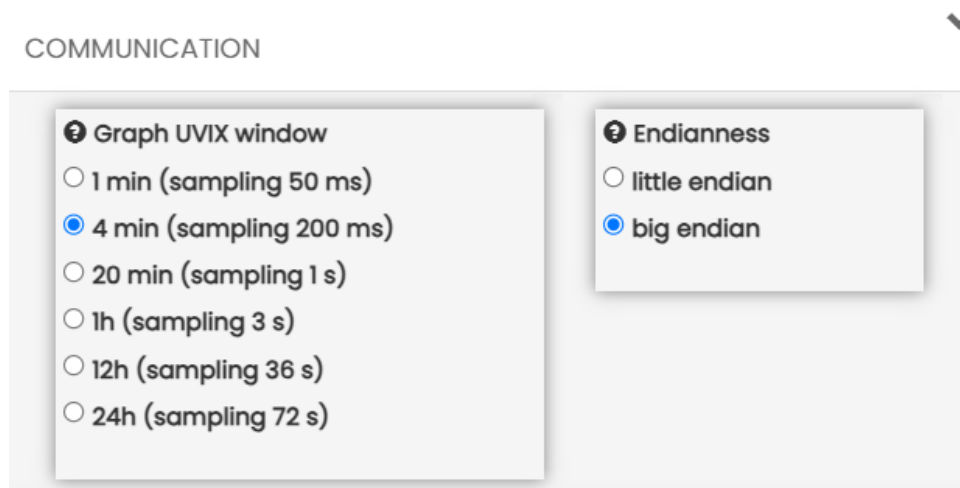 COMMUNICATION
Graph UVIX window
1 min (sampling 50 ms)
4 min (sampling 200 ms)
20 min (sampling 1 s)
1h (sampling 3 s)
12h (sampling 36 s)
24h (sampling 72 s)
Endianness
little endian
big endian